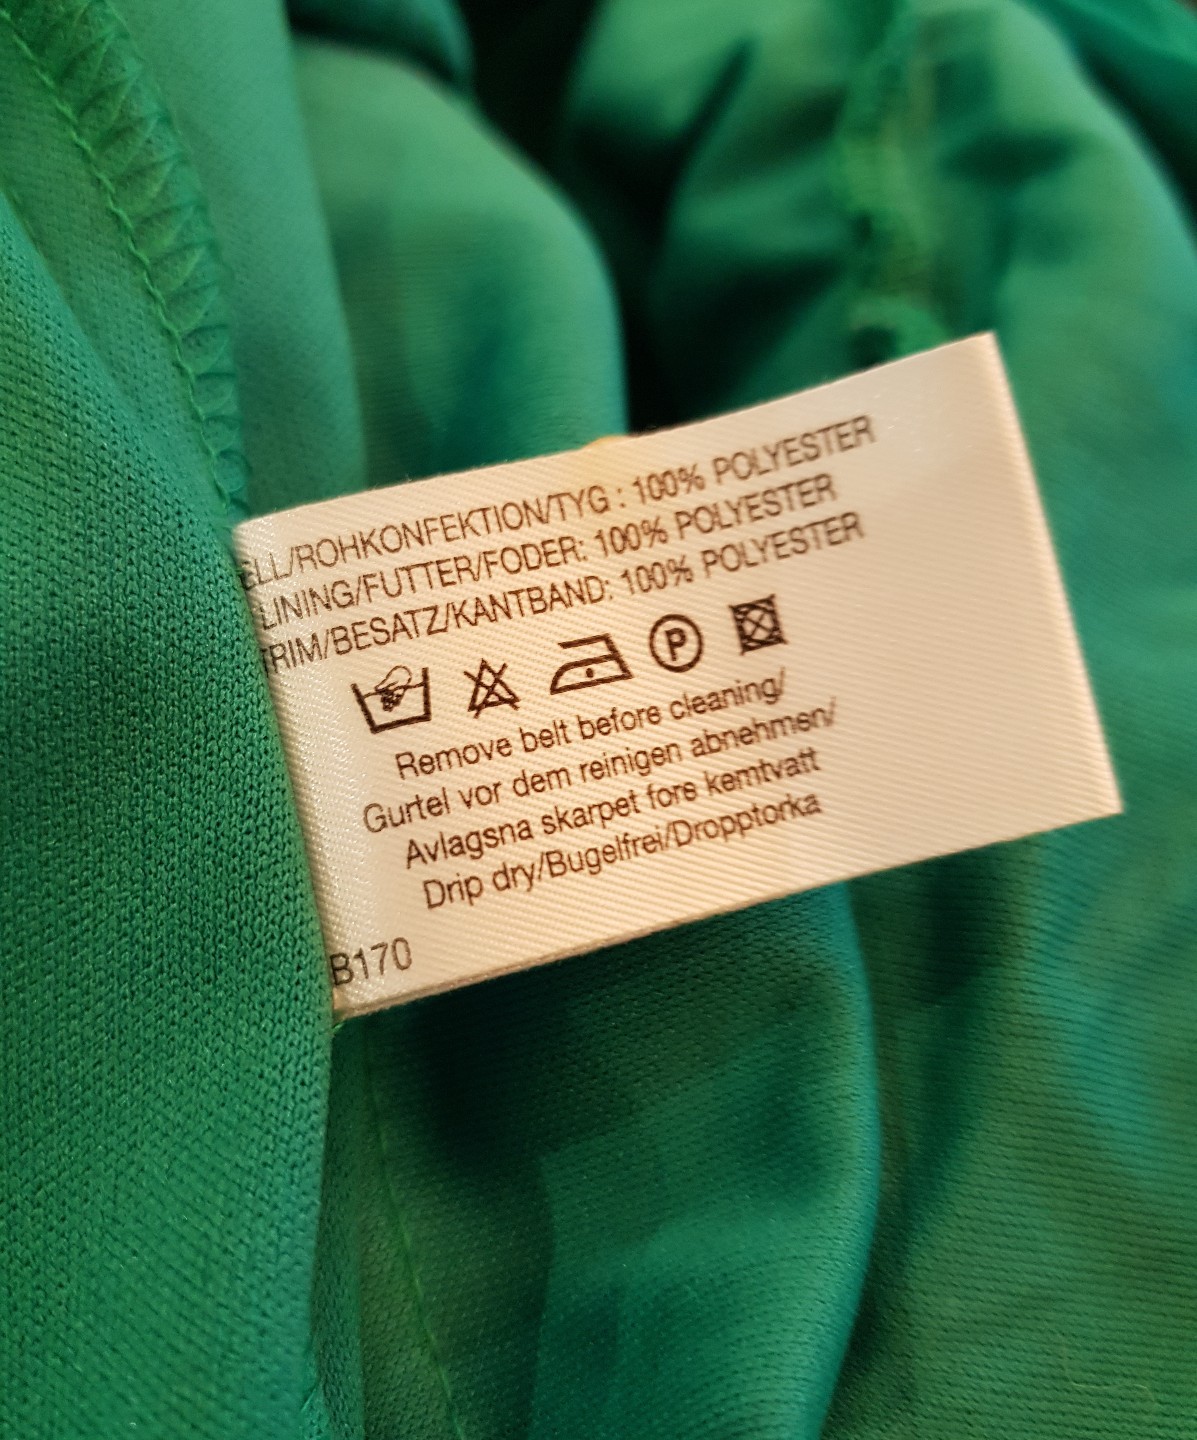 ELL/ROHKONFEKTION/TYG : 100% POLYESTER
LINING/FUTTER/FODER: 100% POLYESTER
TRIM/BESATZ/KANTBAND: 100% POLYESTER
P
Remove belt before cleaning/
Gurtel vor dem reinigen abnehmen/
Avlagsna skarpet fore kemtvatt
Drip dry/Bugelfrei/Dropptorka
B170